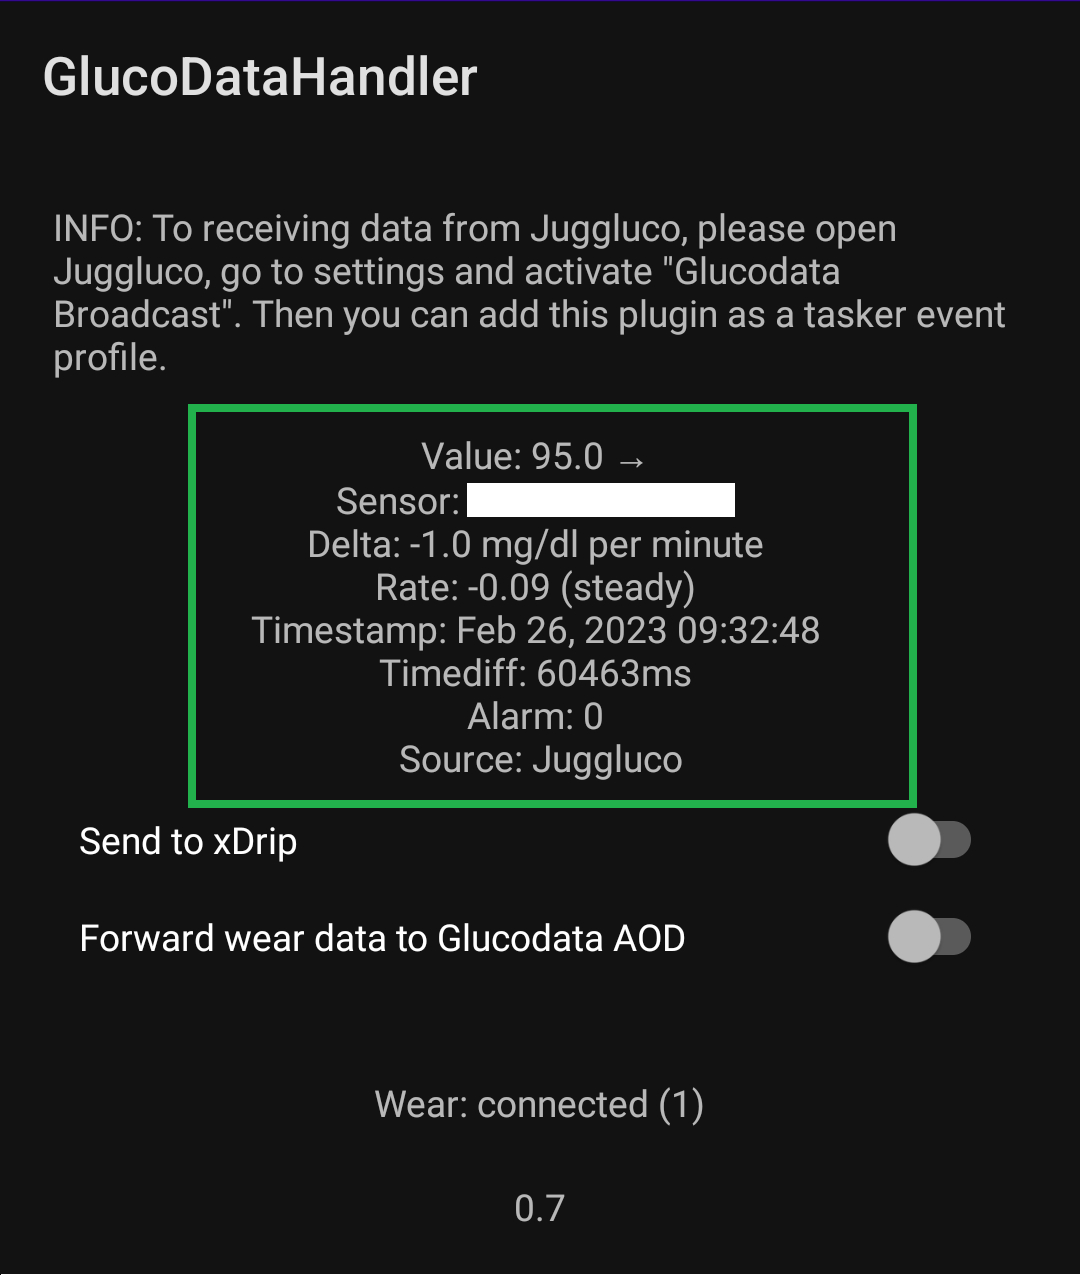 GlucoDataHandler
INFO: To receiving data from Juggluco, please open
Juggluco, go to settings and activate "Glucodata
Broadcast". Then you can add this plugin as a tasker event
profile.
Value: 95.0 →
Sensor:
Delta: -1.0 mg/dl per minute
Rate: -0.09 (steady)
Timestamp: Feb 26, 2023 09:32:48
Timediff: 60463ms
Alarm: 0
Source: Juggluco
Send to xDrip
Forward wear data to Glucodata AOD
Wear: connected (1)
0.7